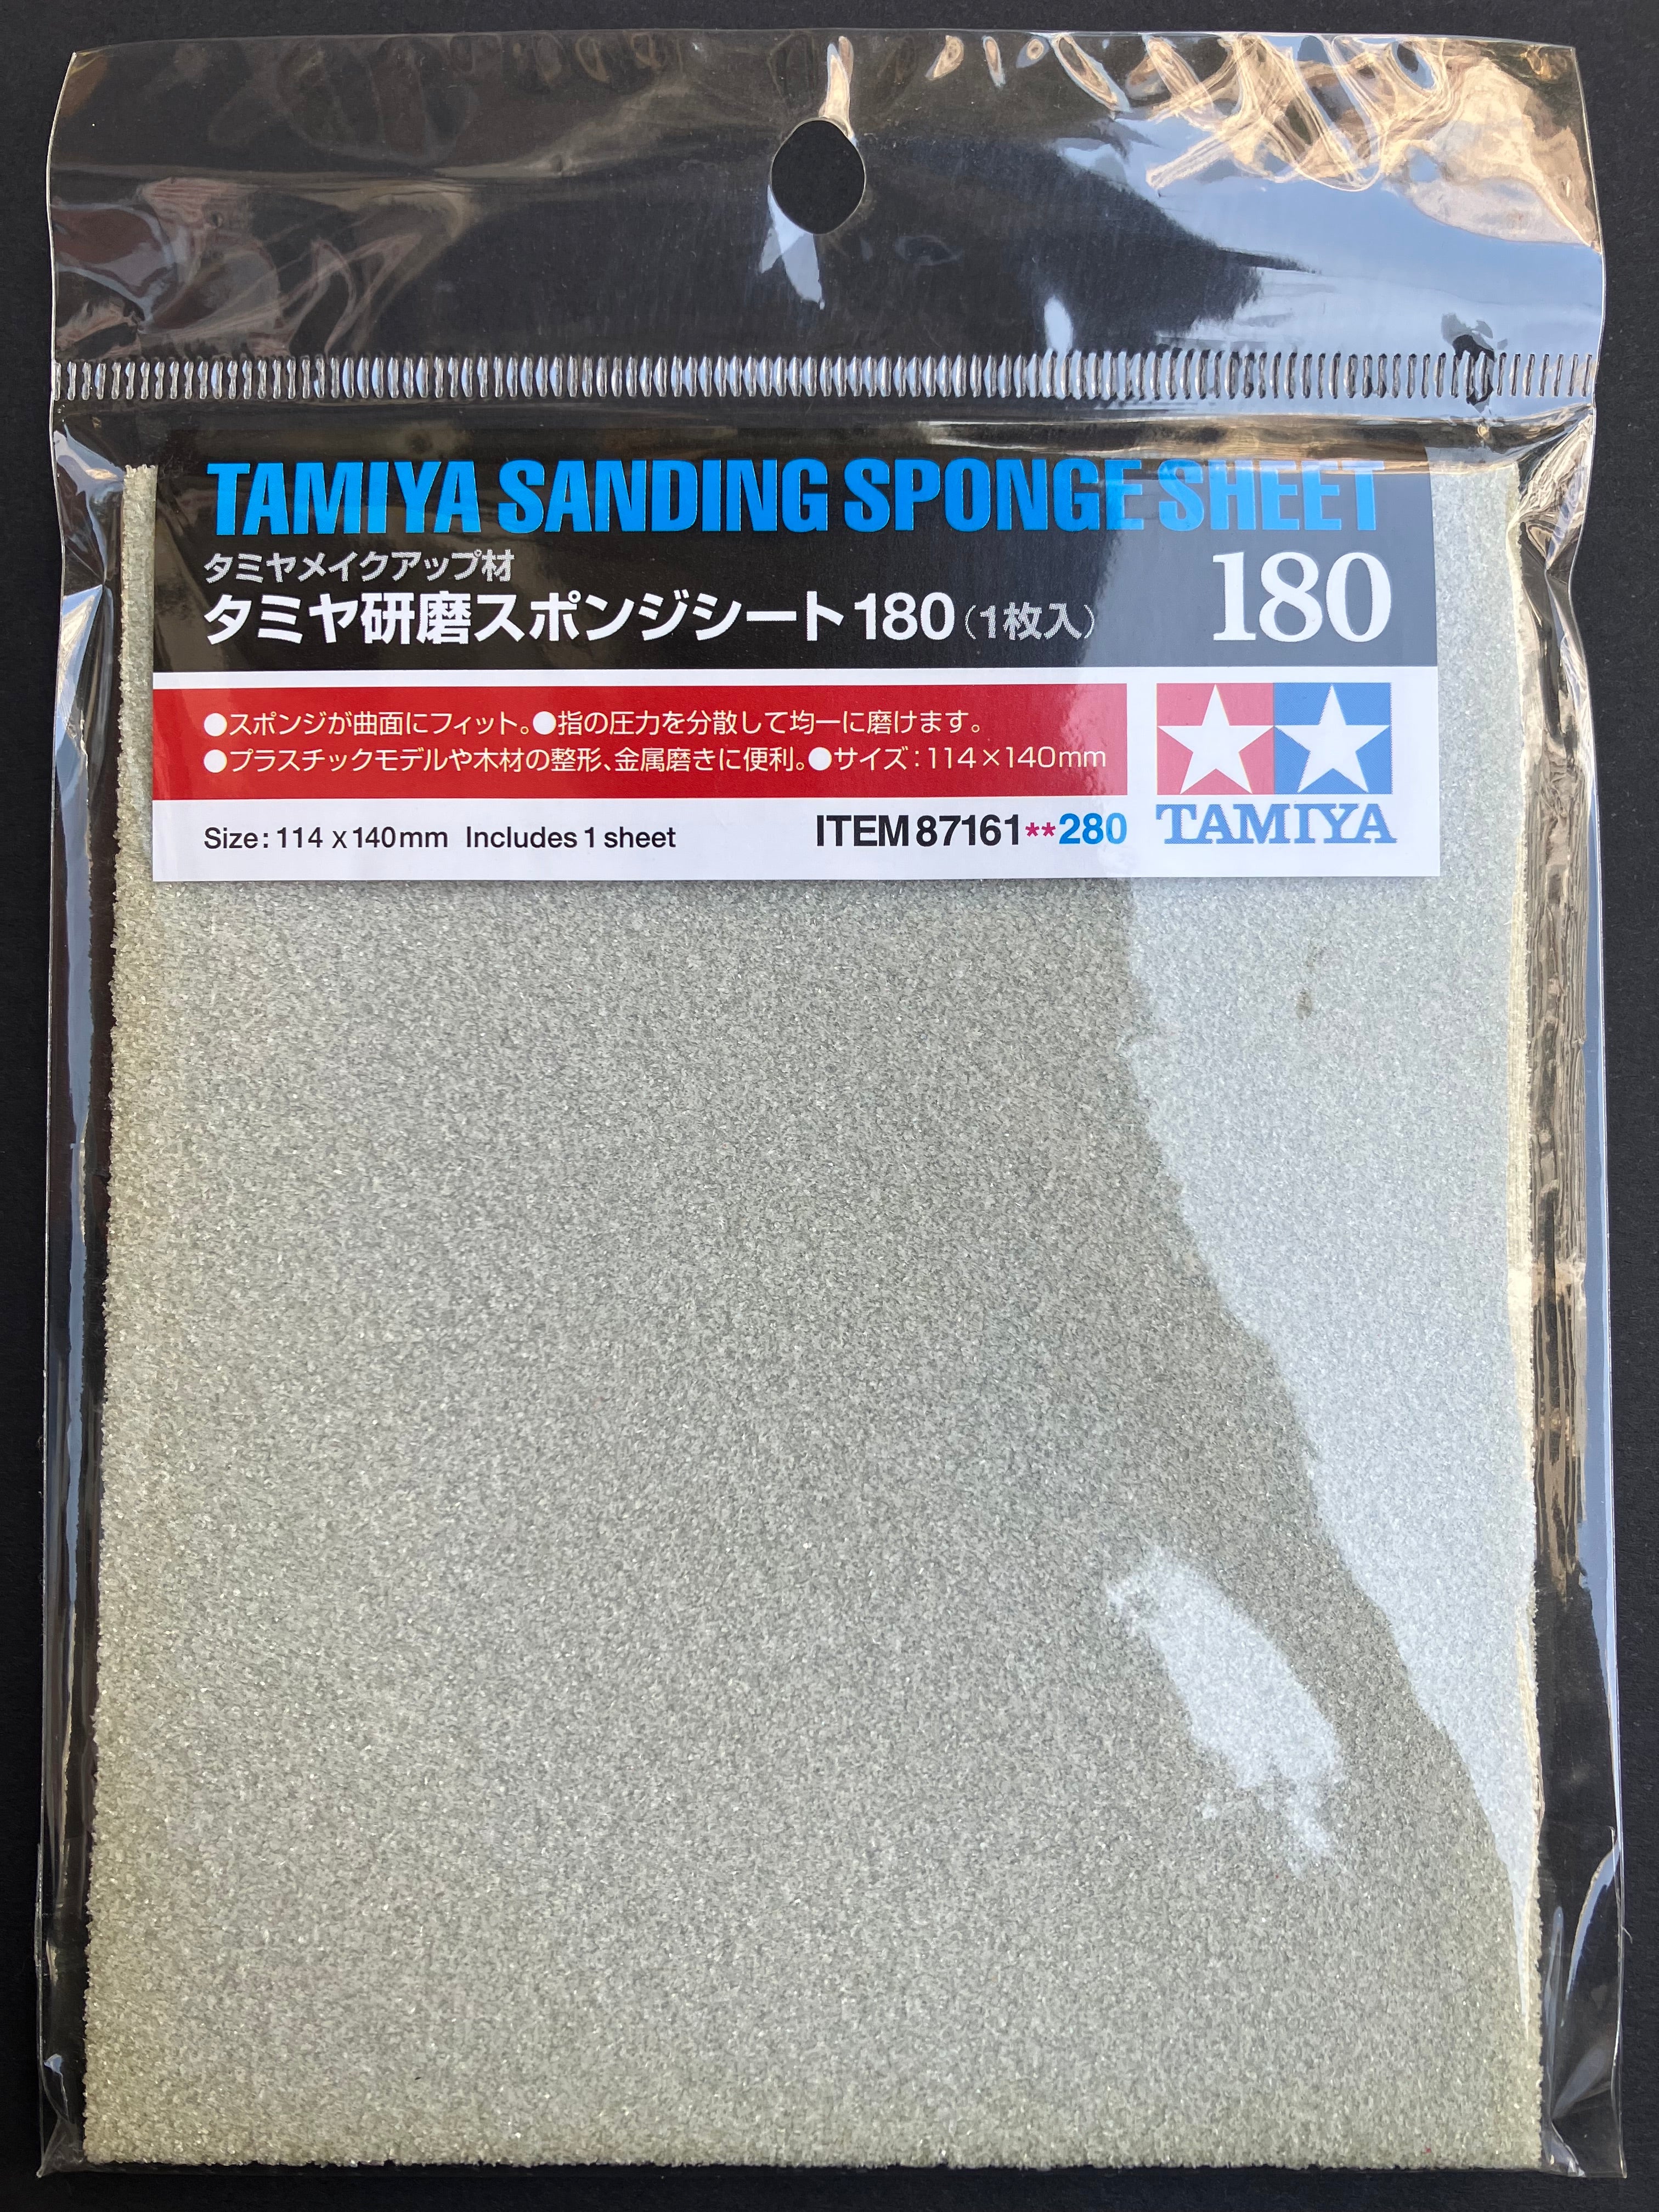 TAMIYA SANDING SPONGE SHEET
タミヤメイクアップ材
タミヤ研磨スポンジシート180（1枚入）
180
●スポンジが曲面にフィット。●指の圧力を分散して均一に磨けます。
●プラスチックモデルや木材の整形、金属磨きに便利。●サイズ：114×140mm
Size: 114 x 140mm Includes 1 sheet
ITEM 87161**280
TAMIYA